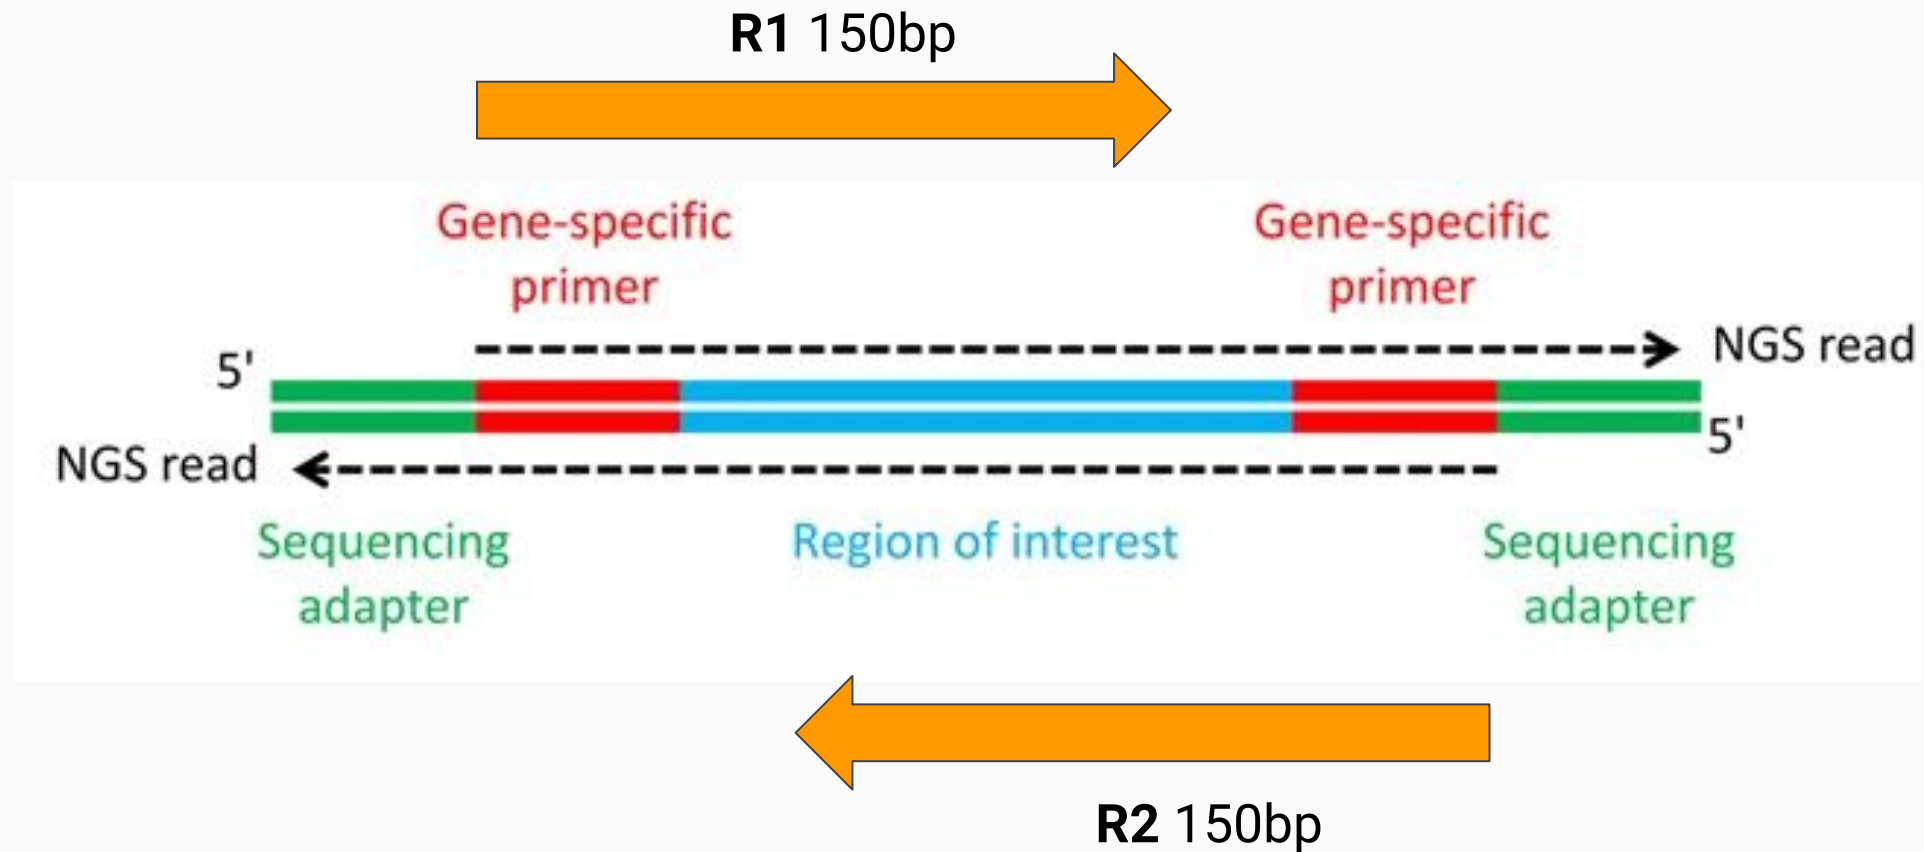 R1 150bp
Gene-specific
primer
Gene-specific
primer
NGS read
5'
5'
NGS read
Sequencing
adapter
Region of interest
Sequencing
adapter
R2 150bp